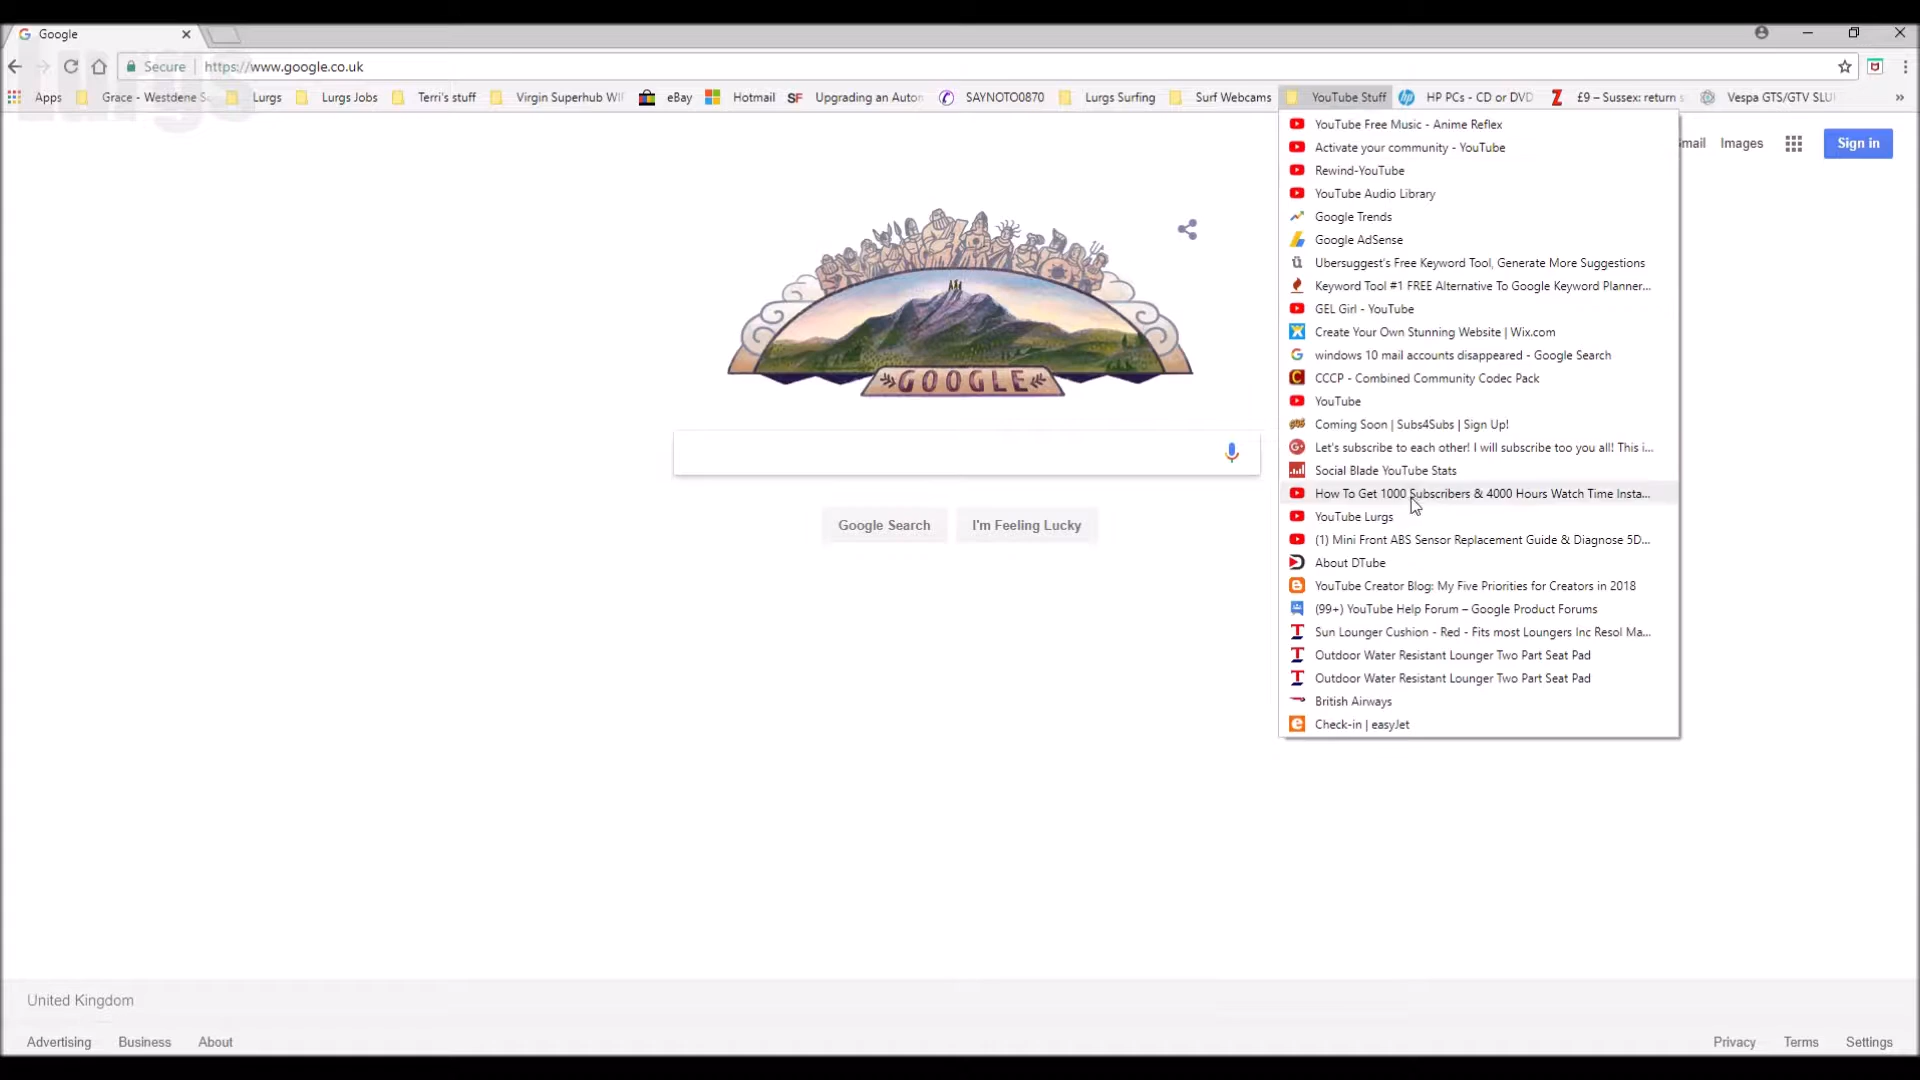 Google
Secure https://www.google.co.uk
Lurgs
Apps Grace - Westdene Sc Lurgs Lurgs Jobs Terri's stuff Virgin Superhub WIF eBay Hotmail SF Upgrading an Auton SAYNOTO0870 Lurgs Surfing Surf Webcams YouTube Stuff HP PCs - CD or DVD £9 – Sussex: return s Vespa GTS/GTV SLU »
YouTube Free Music - Anime Reflex
mail Images Sign in
Activate your community - YouTube
Rewind-YouTube
YouTube Audio Library
Google Trends
Google AdSense
Ubersuggest's Free Keyword Tool, Generate More Suggestions
Keyword Tool #1 FREE Alternative To Google Keyword Planner...
GEL Girl - YouTube
Create Your Own Stunning Website | Wix.com
windows 10 mail accounts disappeared - Google Search
CCCP - Combined Community Codec Pack
YouTube
Coming Soon | Subs4Subs | Sign Up!
Let's subscribe to each other! I will subscribe too you all! This i...
Social Blade YouTube Stats
How To Get 1000 Subscribers & 4000 Hours Watch Time Insta...
YouTube Lurgs
(1) Mini Front ABS Sensor Replacement Guide & Diagnose 5D...
About DTube
YouTube Creator Blog: My Five Priorities for Creators in 2018
(99+) YouTube Help Forum – Google Product Forums
Sun Lounger Cushion - Red - Fits most Loungers Inc Resol Ma...
Outdoor Water Resistant Lounger Two Part Seat Pad
Outdoor Water Resistant Lounger Two Part Seat Pad
British Airways
Check-in | easyJet
GOOGLE
Google Search I'm Feeling Lucky
United Kingdom
Advertising Business About Privacy Terms Settings